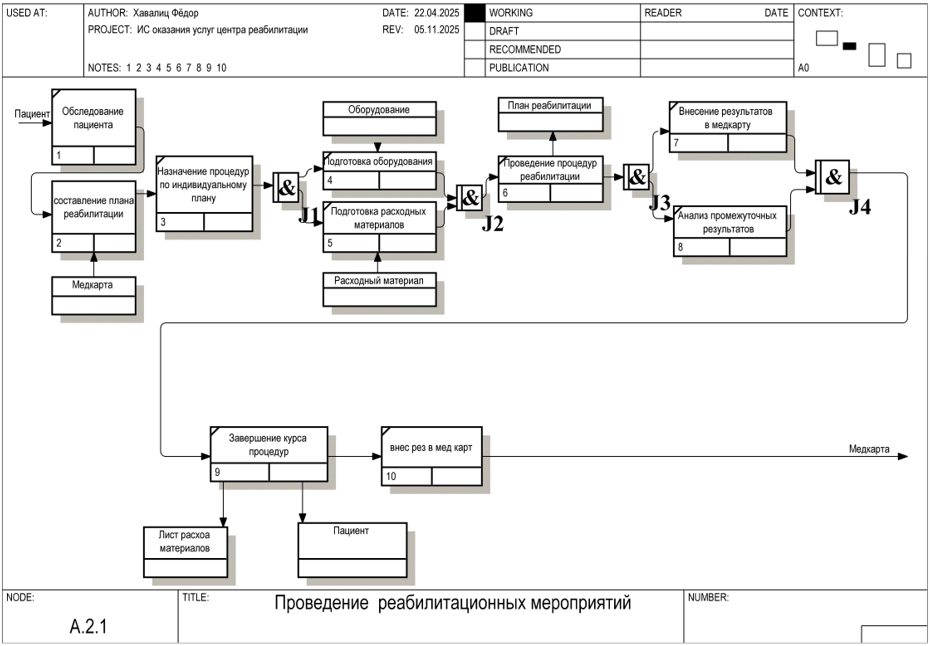 USED AT:
AUTHOR: Хавалиц Фёдор
DATE: 22.04.2025
PROJECT: ИС оказания услуг центра реабилитации
REV: 05.11.2025
NOTES: 1 2 3 4 5 6 7 8 9 10
WORKING
DRAFT
RECOMMENDED
PUBLICATION
READER
DATE
CONTEXT:
A0
Пациент
Обследование
пациента
1
составление плана
реабилитации
2
Медкарта
Назначение процедур
по индивидуальному
плану
3
&
J1
Оборудование
Подготовка оборудования
4
Подготовка расходных
материалов
5
Расходный материал
&
J2
План реабилитации
Проведение процедур
реабилитации
6
&
J3
Внесение результатов
в медкарту
7
Анализ промежуточных
результатов
8
&
J4
Завершение курса
процедур
9
внес рез в мед карт
10
Медкарта
Лист расхоа
материалов
Пациент
NODE:
A.2.1
TITLE:
Проведение реабилитационных мероприятий
NUMBER: